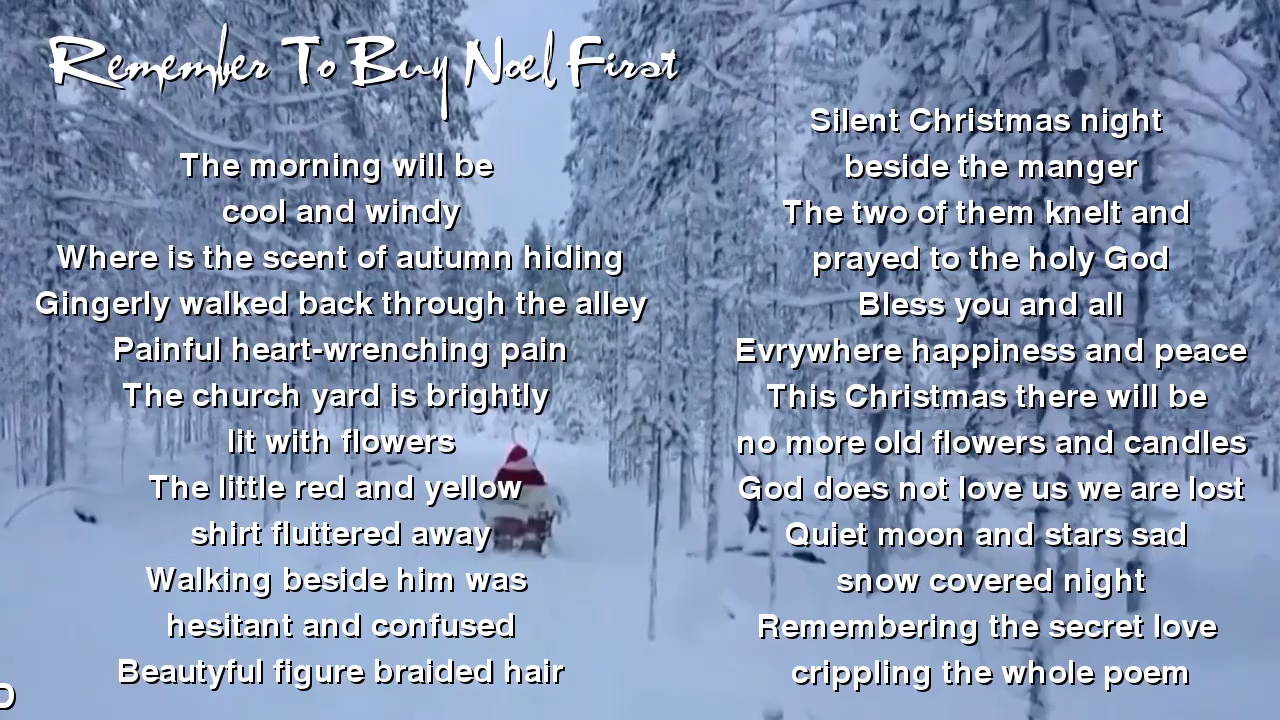 Remember To Buy Noel First
The morning will be
cool and windy
Where is the scent of autumn hiding
Gingerly walked back through the alley
Painful heart-wrenching pain
The church yard is brightly
lit with flowers
The little red and yellow
shirt fluttered away
Walking beside him was
hesitant and confused
Beautyful figure braided hair
Silent Christmas night
beside the manger
The two of them knelt and
prayed to the holy God
Bless you and all
Evrywhere happiness and peace
This Christmas there will be
no more old flowers and candles
God does not love us we are lost
Quiet moon and stars sad
snow covered night
Remembering the secret love
crippling the whole poem